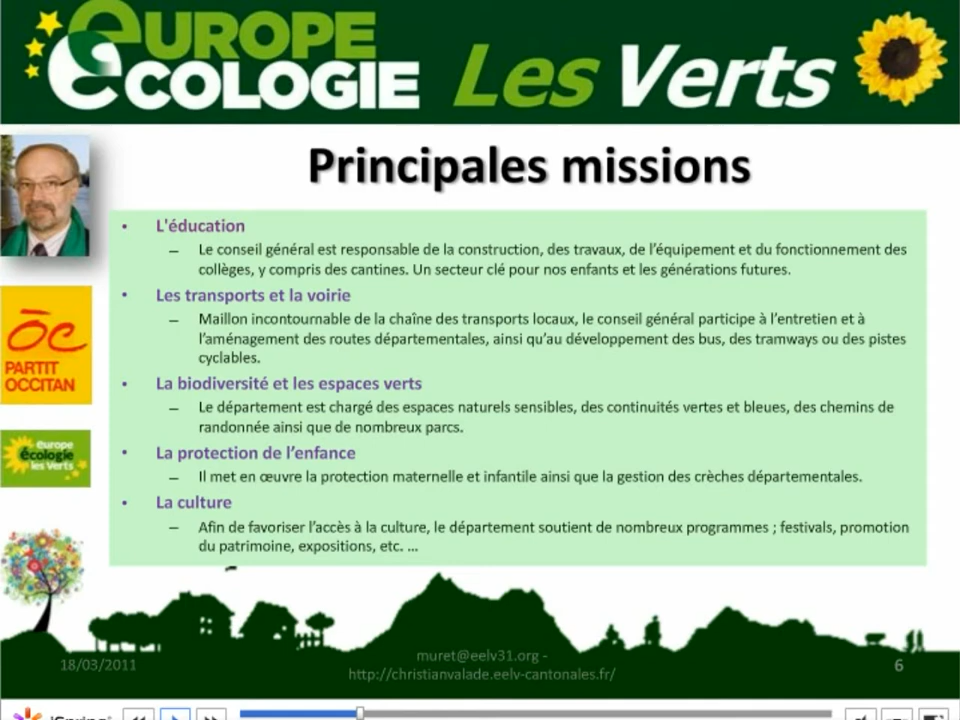 EUROPE
ÉCOLOGIE Les Verts
Principales missions
• L'éducation
– Le conseil général est responsable de la construction, des travaux, de l'équipement et du fonctionnement des
collèges, y compris des cantines. Un secteur clé pour nos enfants et les générations futures.
• Les transports et la voirie
– Maillon incontournable de la chaîne des transports locaux, le conseil général participe à l'entretien et à
l'aménagement des routes départementales, ainsi qu'au développement des bus, des tramways ou des pistes
cyclables.
• La biodiversité et les espaces verts
– Le département est chargé des espaces naturels sensibles, des continuités vertes et bleues, des chemins de
randonnée ainsi que de nombreux parcs.
• La protection de l'enfance
– Il met en œuvre la protection maternelle et infantile ainsi que la gestion des crèches départementales.
• La culture
– Afin de favoriser l'accès à la culture, le département soutient de nombreux programmes ; festivals, promotion
du patrimoine, expositions, etc. ...
ÒC
PARTIT
OCCITAN
europe
écologie
les Verts
18/03/2011
muret@eelv31.org -
http://christianvalade.eelv-cantonales.fr/
6
iSpring